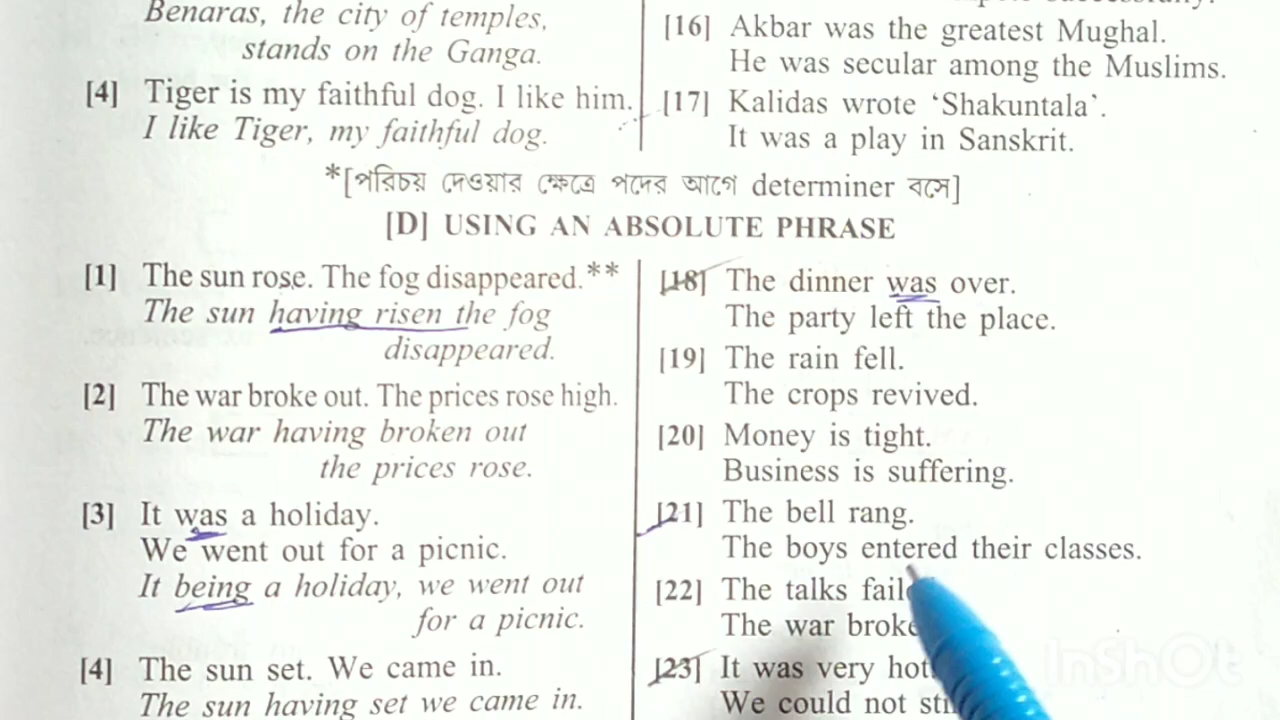 Benaras, the city of temples,
stands on the Ganga.
[4] Tiger is my faithful dog. I like him.
I like Tiger, my faithful dog.
[16] Akbar was the greatest Mughal.
He was secular among the Muslims.
[17] Kalidas wrote ‘Shakuntala’.
It was a play in Sanskrit.
*[পরিচয় দেওয়ার ক্ষেত্রে পদের আগে determiner বসে]
[D] USING AN ABSOLUTE PHRASE
[1] The sun rose. The fog disappeared.**
The sun having risen the fog
disappeared.
[2] The war broke out. The prices rose high.
The war having broken out
the prices rose.
[3] It was a holiday.
We went out for a picnic.
It being a holiday, we went out
for a picnic.
[4] The sun set. We came in.
The sun having set we came in.
[18] The dinner was over.
The party left the place.
[19] The rain fell.
The crops revived.
[20] Money is tight.
Business is suffering.
[21] The bell rang.
The boys entered their classes.
[22] The talks
The war broke
[23] It was very hot.
We could not
InShOt